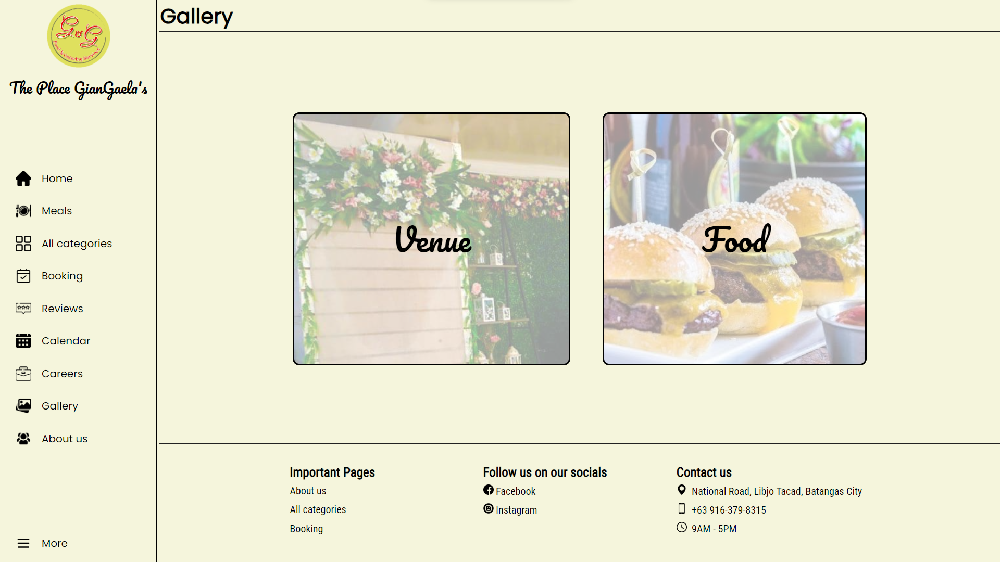 G&G
Food & Catering Services
The Place GianGaela's
Home
Meals
All categories
Booking
Reviews
Calendar
Careers
Gallery
About us
More
Gallery
Venue
Food
Important Pages
About us
All categories
Booking
Follow us on our socials
Facebook
Instagram
Contact us
National Road, Libjo Tacad, Batangas City
+63 916-379-8315
9AM - 5PM